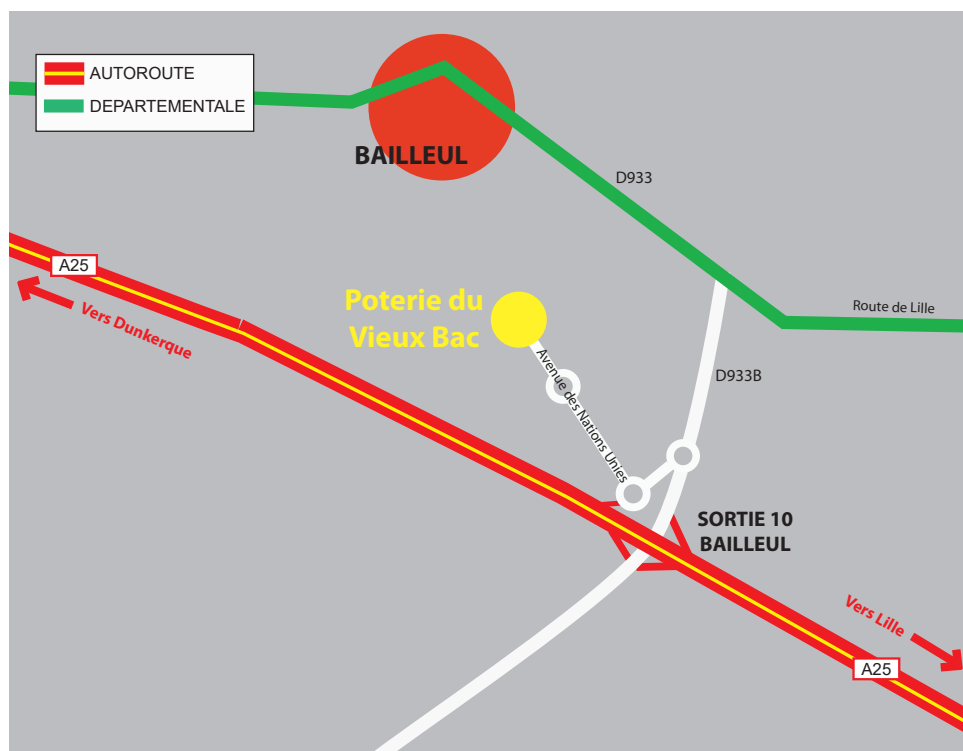 AUTOROUTE
DEPARTEMENTALE
BAILLEUL
D933
A25
Vers Dunkerque
Poterie du
Vieux Bac
Route de Lille
Avenue des Nations Unies
D933B
SORTIE 10
BAILLEUL
Vers Lille
A25